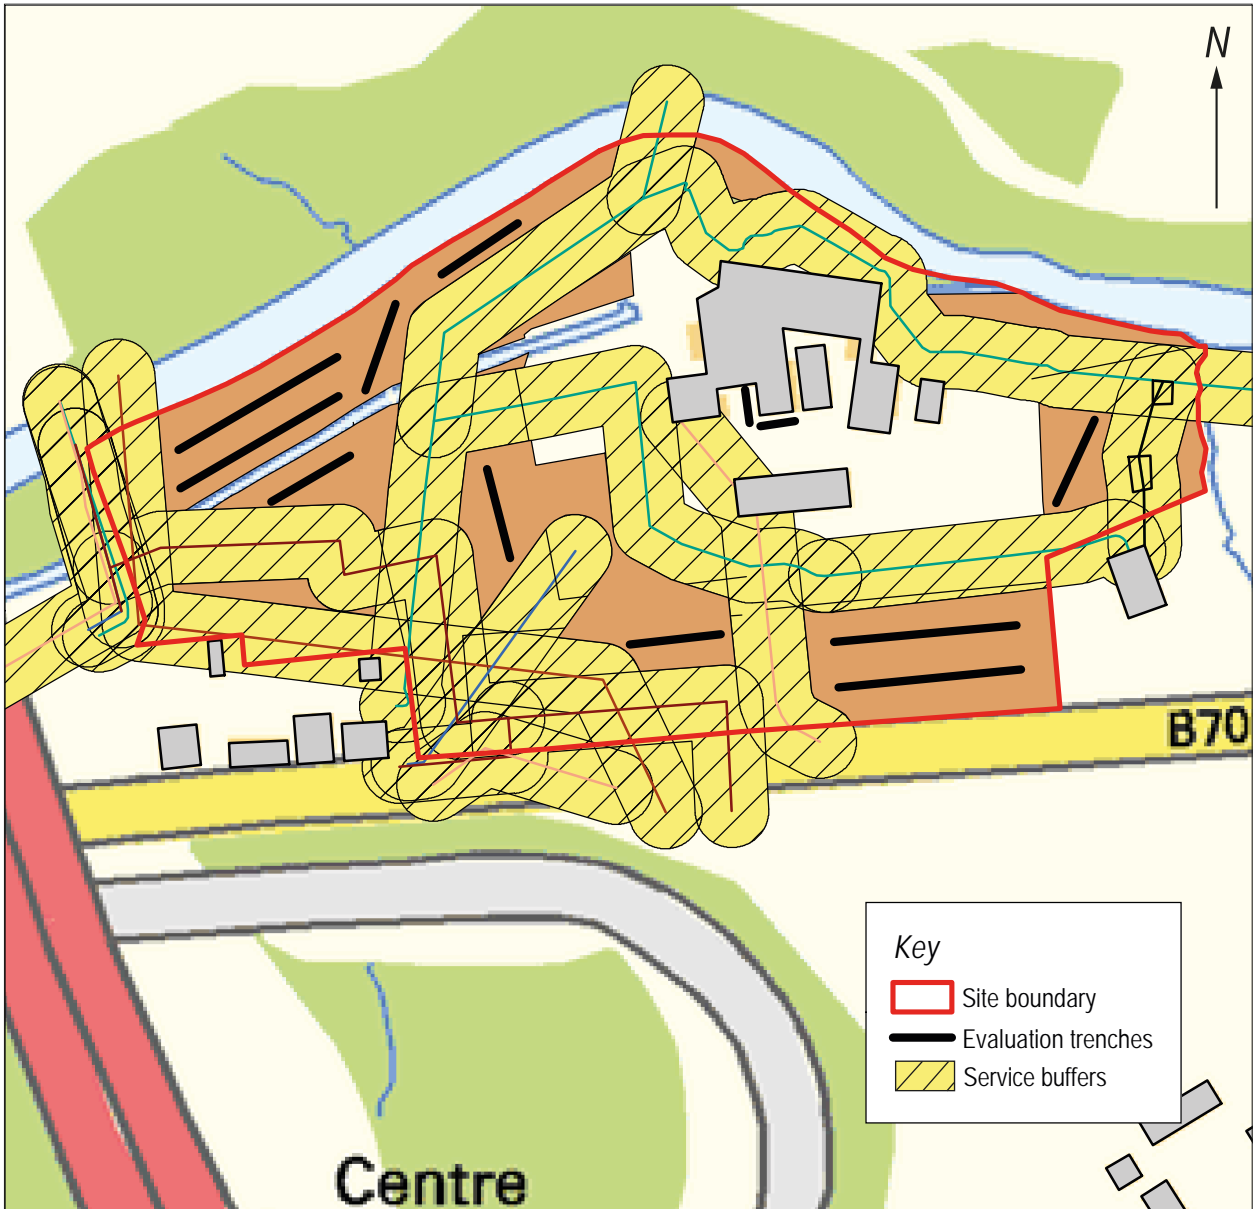 N
B70
Key
Site boundary
Evaluation trenches
Service buffers
Centre